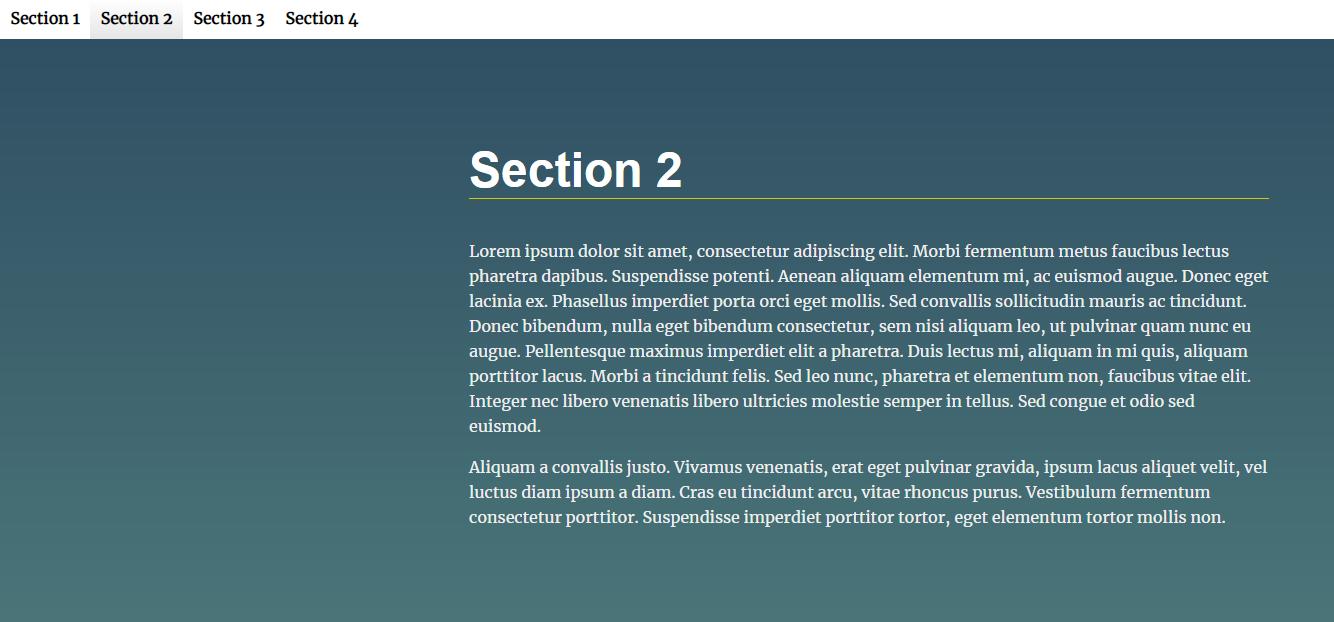 Section 1 Section 2 Section 3 Section 4
Section 2
Lorem ipsum dolor sit amet, consectetur adipiscing elit. Morbi fermentum metus faucibus lectus
pharetra dapibus. Suspendisse potenti. Aenean aliquam elementum mi, ac euismod augue. Donec eget
lacinia ex. Phasellus imperdiet porta orci eget mollis. Sed convallis sollicitudin mauris ac tincidunt.
Donec bibendum, nulla eget bibendum consectetur, sem nisi aliquam leo, ut pulvinar quam nunc eu
augue. Pellentesque maximus imperdiet elit a pharetra. Duis lectus mi, aliquam in mi quis, aliquam
porttitor lacus. Morbi a tincidunt felis. Sed leo nunc, pharetra et elementum non, faucibus vitae elit.
Integer nec libero venenatis libero ultricies molestie semper in tellus. Sed congue et odio sed
euismod.
Aliquam a convallis justo. Vivamus venenatis, erat eget pulvinar gravida, ipsum lacus aliquet velit, vel
luctus diam ipsum a diam. Cras eu tincidunt arcu, vitae rhoncus purus. Vestibulum fermentum
consectetur porttitor. Suspendisse imperdiet porttitor tortor, eget elementum tortor mollis non.